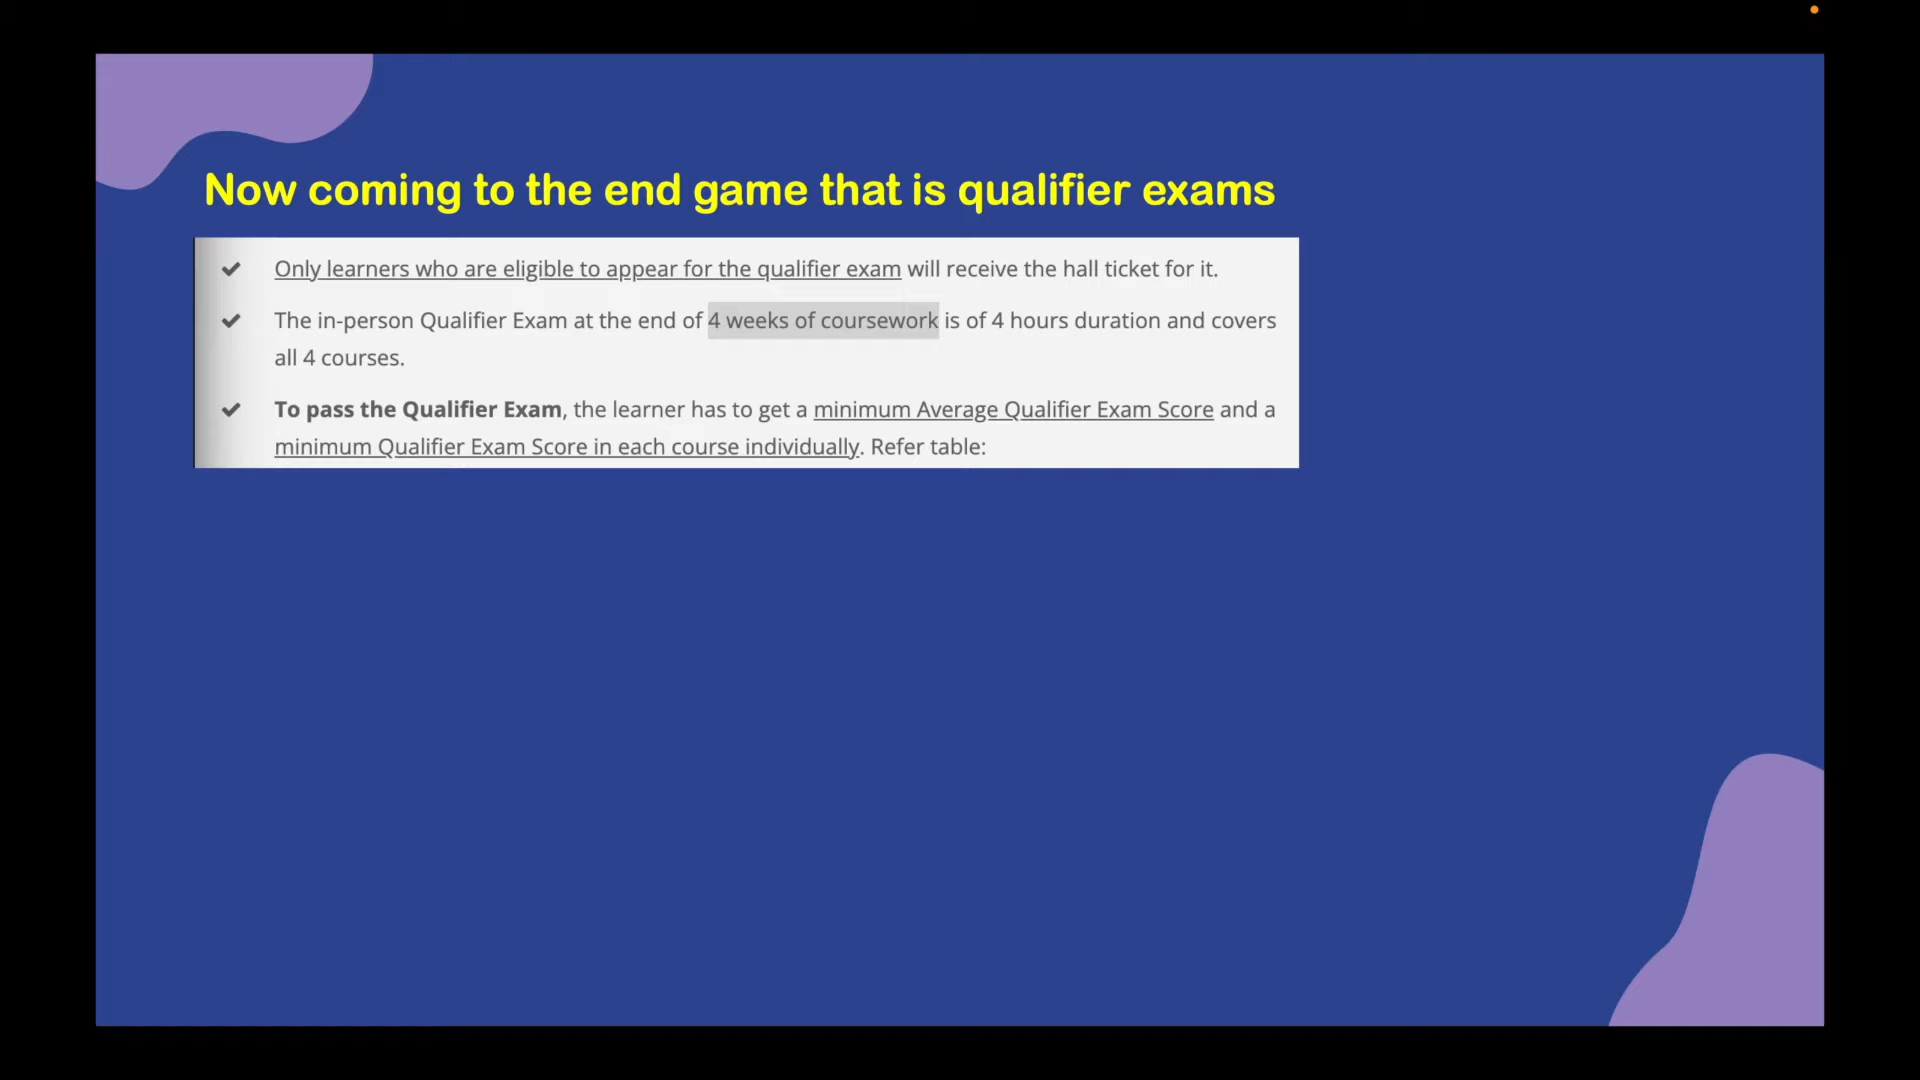 Now coming to the end game that is qualifier exams
Only learners who are eligible to appear for the qualifier exam will receive the hall ticket for it.
The in-person Qualifier Exam at the end of 4 weeks of coursework is of 4 hours duration and covers
all 4 courses.
To pass the Qualifier Exam, the learner has to get a minimum Average Qualifier Exam Score and a
minimum Qualifier Exam Score in each course individually. Refer table: